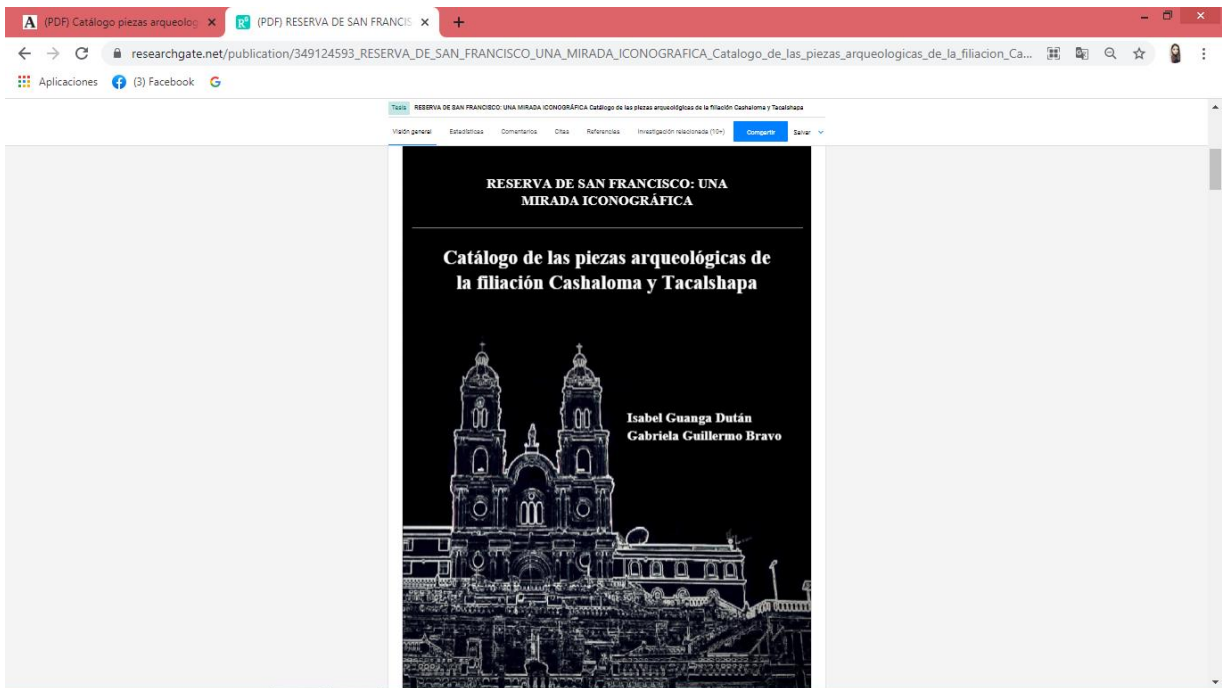 (PDF) Catálogo piezas arqueolog
(PDF) RESERVA DE SAN FRANCIS
researchgate.net/publication/349124593_RESERVA_DE_SAN_FRANCISCO_UNA_MIRADA_ICONOGRAFICA_Catalogo_de_las_piezas_arqueologicas_de_la_filiacion_Ca...
Aplicaciones (3) Facebook
Tesis RESERVA DE SAN FRANCISCO: UNA MIRADA ICONOGRÁFICA Catálogo de las piezas arqueológicas de la filiación Cashaloma y Tacalshapa
Visión general Estadísticas Comentarios Citas Referencias Investigación relacionada (10+) Compartir Salvar
RESERVA DE SAN FRANCISCO: UNA
MIRADA ICONOGRÁFICA
Catálogo de las piezas arqueológicas de
la filiación Cashaloma y Tacalshapa
Isabel Guanga Dután
Gabriela Guillermo Bravo